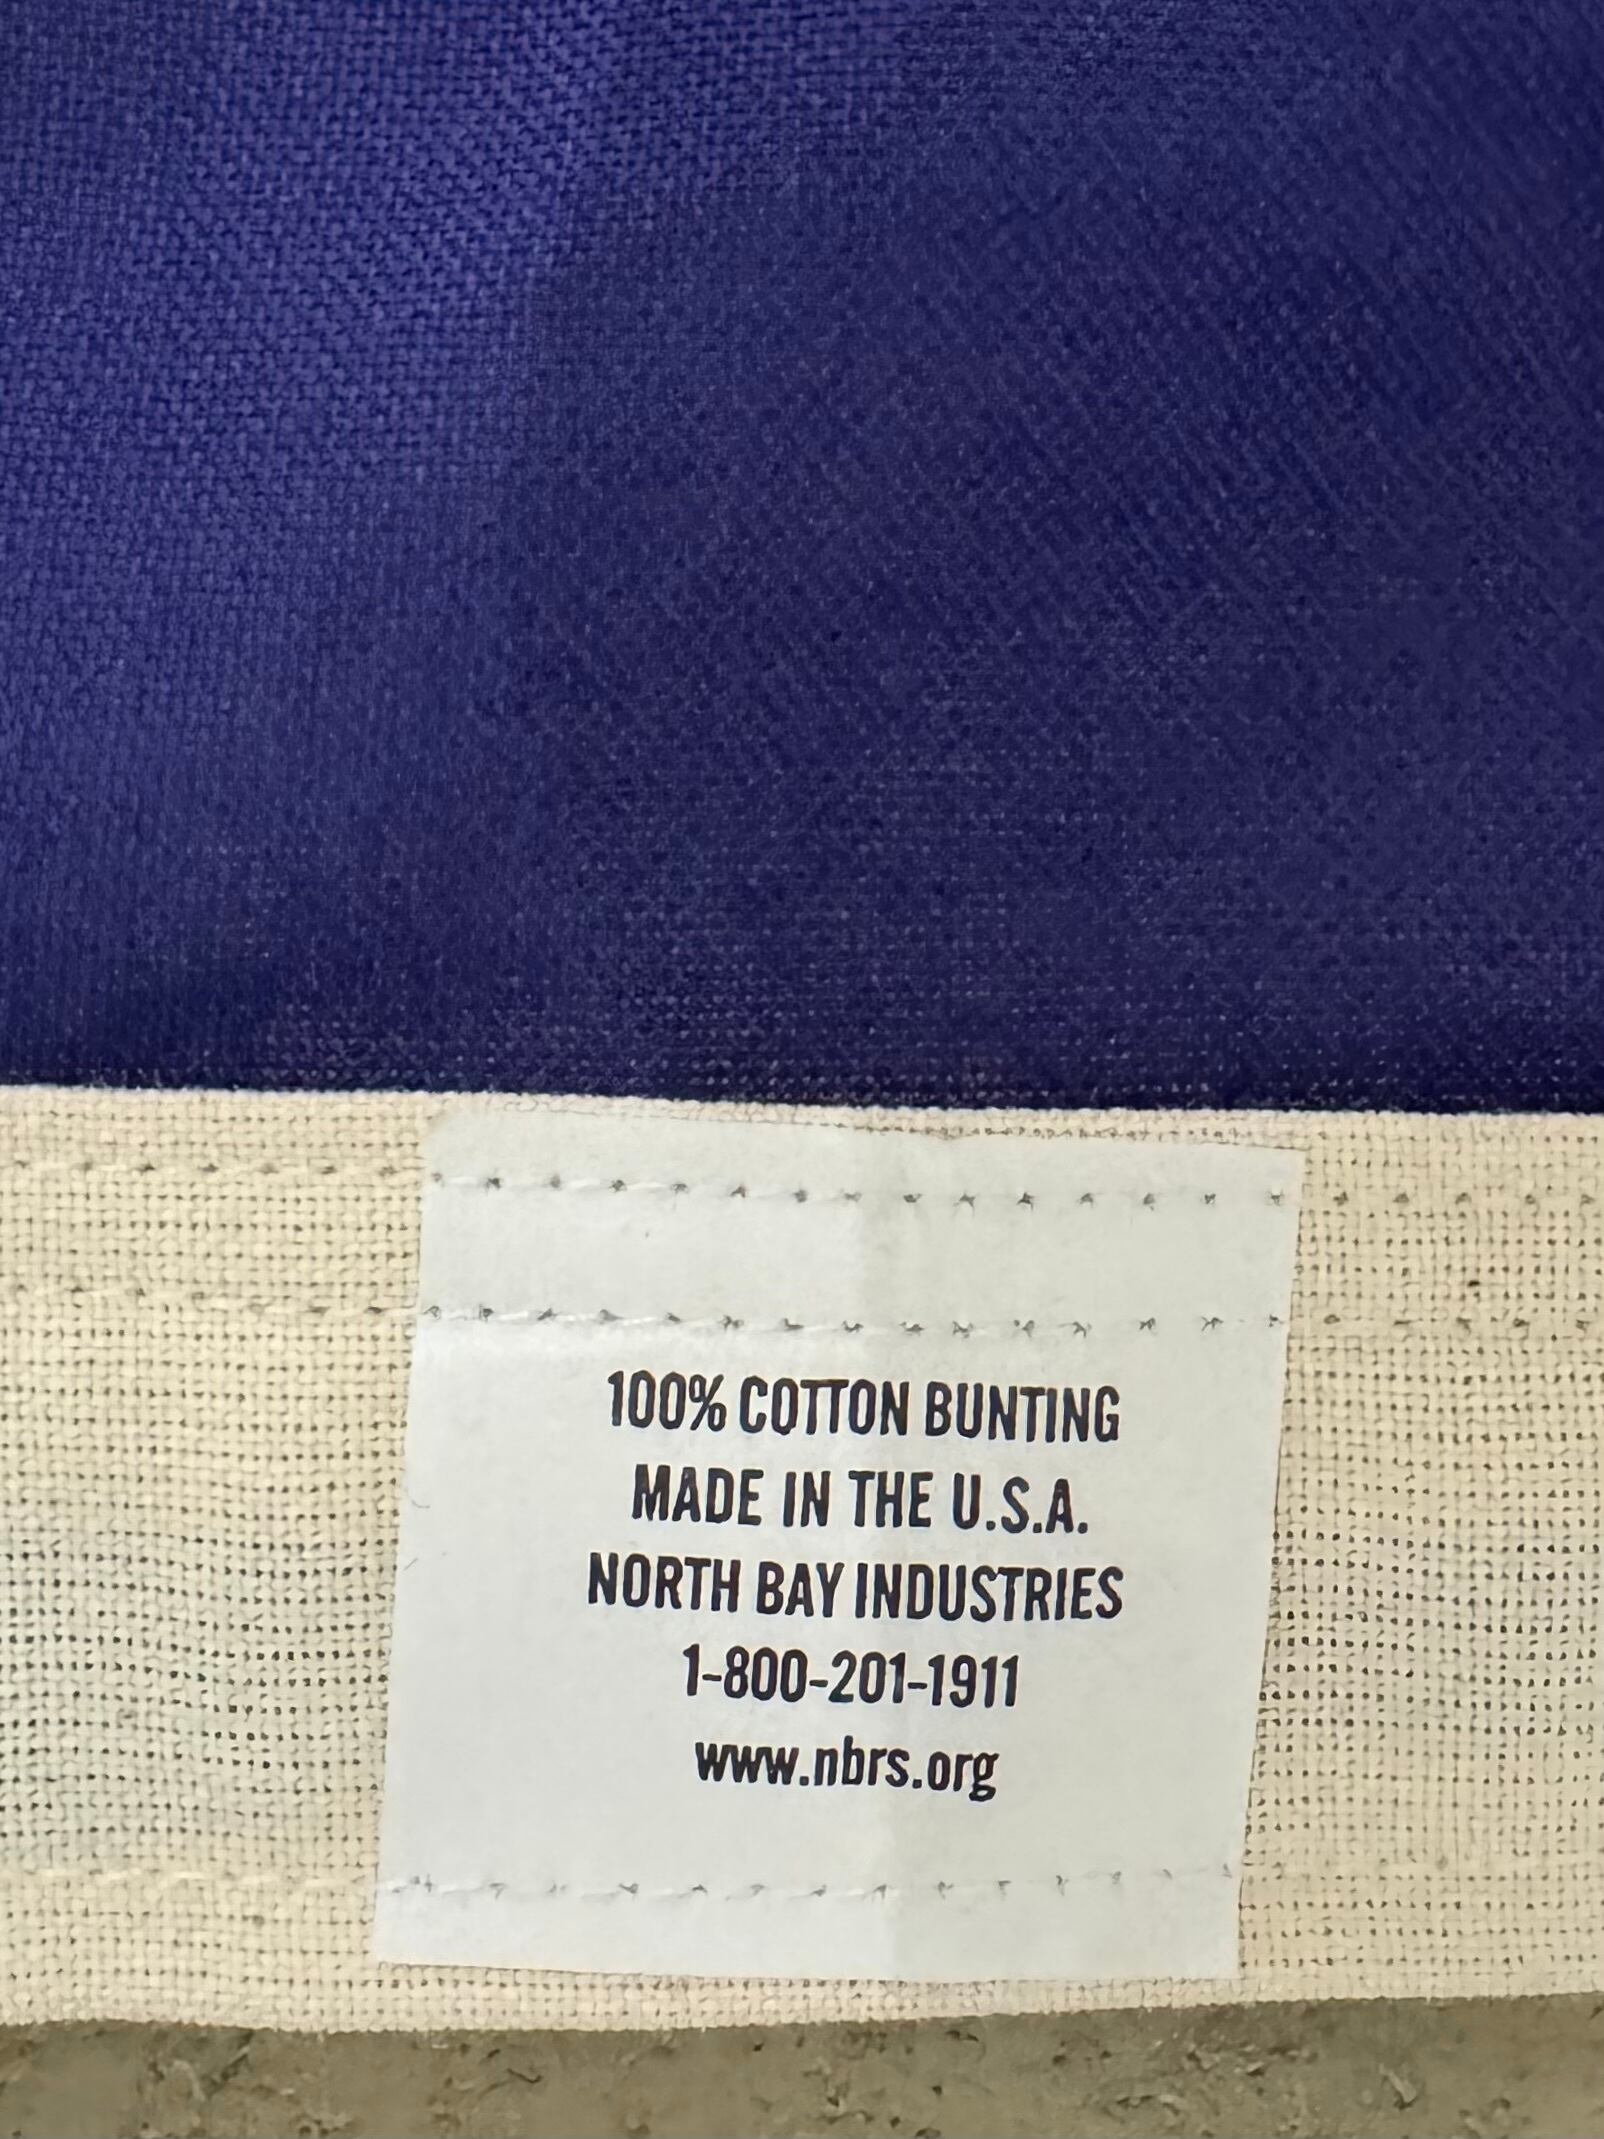 100% COTTON BUNTING
MADE IN THE U.S.A.
NORTH BAY INDUSTRIES
1-800-201-1911
www.nbrs.org